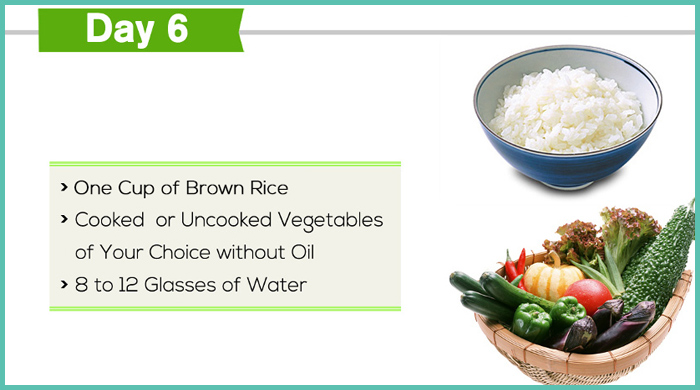 Day 6
> One Cup of Brown Rice
> Cooked or Uncooked Vegetables
of Your Choice without Oil
> 8 to 12 Glasses of Water